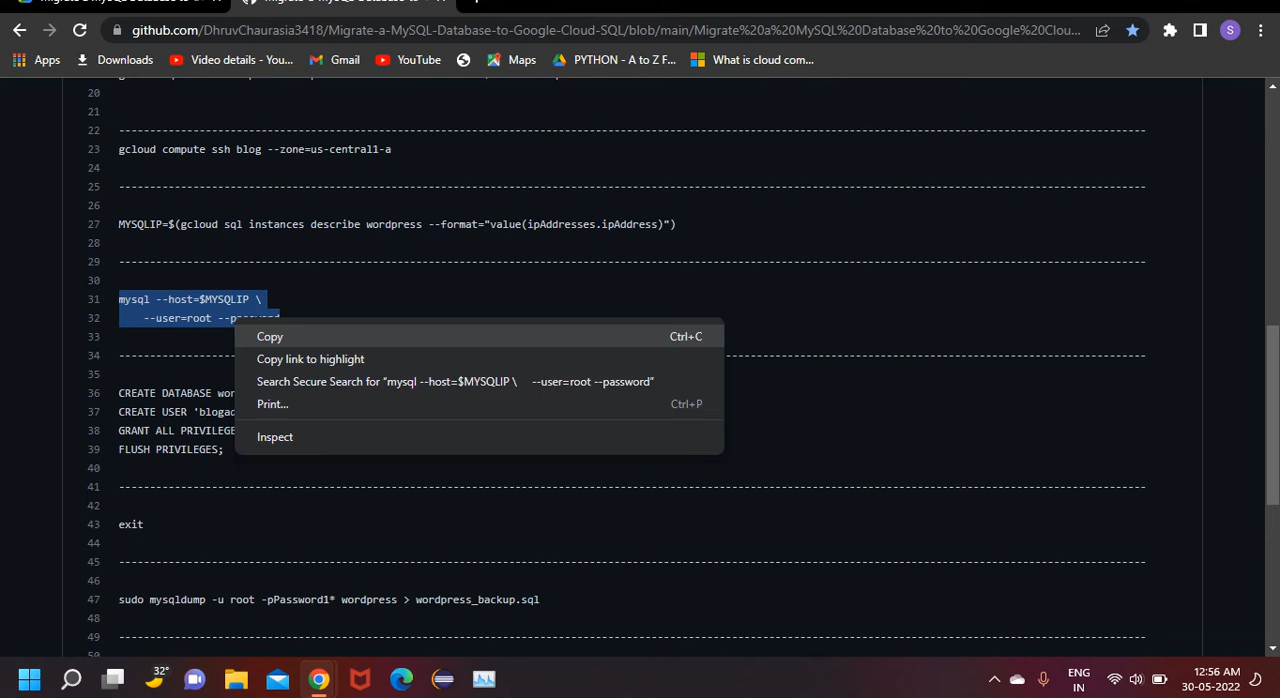 github.com/DhruvChaurasia3418/Migrate-a-MySQL-Database-to-Google-Cloud-SQL/blob/main/Migrate%20a%20MySQL%20Database%20to%20Google%20Clou...
S
Apps Downloads Video details - You... Gmail YouTube Maps PYTHON - A to Z F... What is cloud com...
20
21
22 --------------------------------------------------------------------------------
23 gcloud compute ssh blog --zone=us-central1-a
24
25 --------------------------------------------------------------------------------
26
27 MYSQLIP=$(gcloud sql instances describe wordpress --format="value(ipAddresses.ipAddress)")
28
29 --------------------------------------------------------------------------------
30
31 mysql --host=$MYSQLIP \
32 --user=root --password
33
34 --------------------------------------------------------------------------------
35
36 CREATE DATABASE wor
37 CREATE USER 'blogad
38 GRANT ALL PRIVILEGE
39 FLUSH PRIVILEGES;
40
41 --------------------------------------------------------------------------------
42
43 exit
44
45 --------------------------------------------------------------------------------
46
47 sudo mysqldump -u root -pPassword1* wordpress > wordpress_backup.sql
48
49 --------------------------------------------------------------------------------
Copy Ctrl+C
Copy link to highlight
Search Secure Search for "mysql --host=$MYSQLIP \ --user=root --password"
Print... Ctrl+P
Inspect
32°
ENG
IN
12:56 AM
30-05-2022